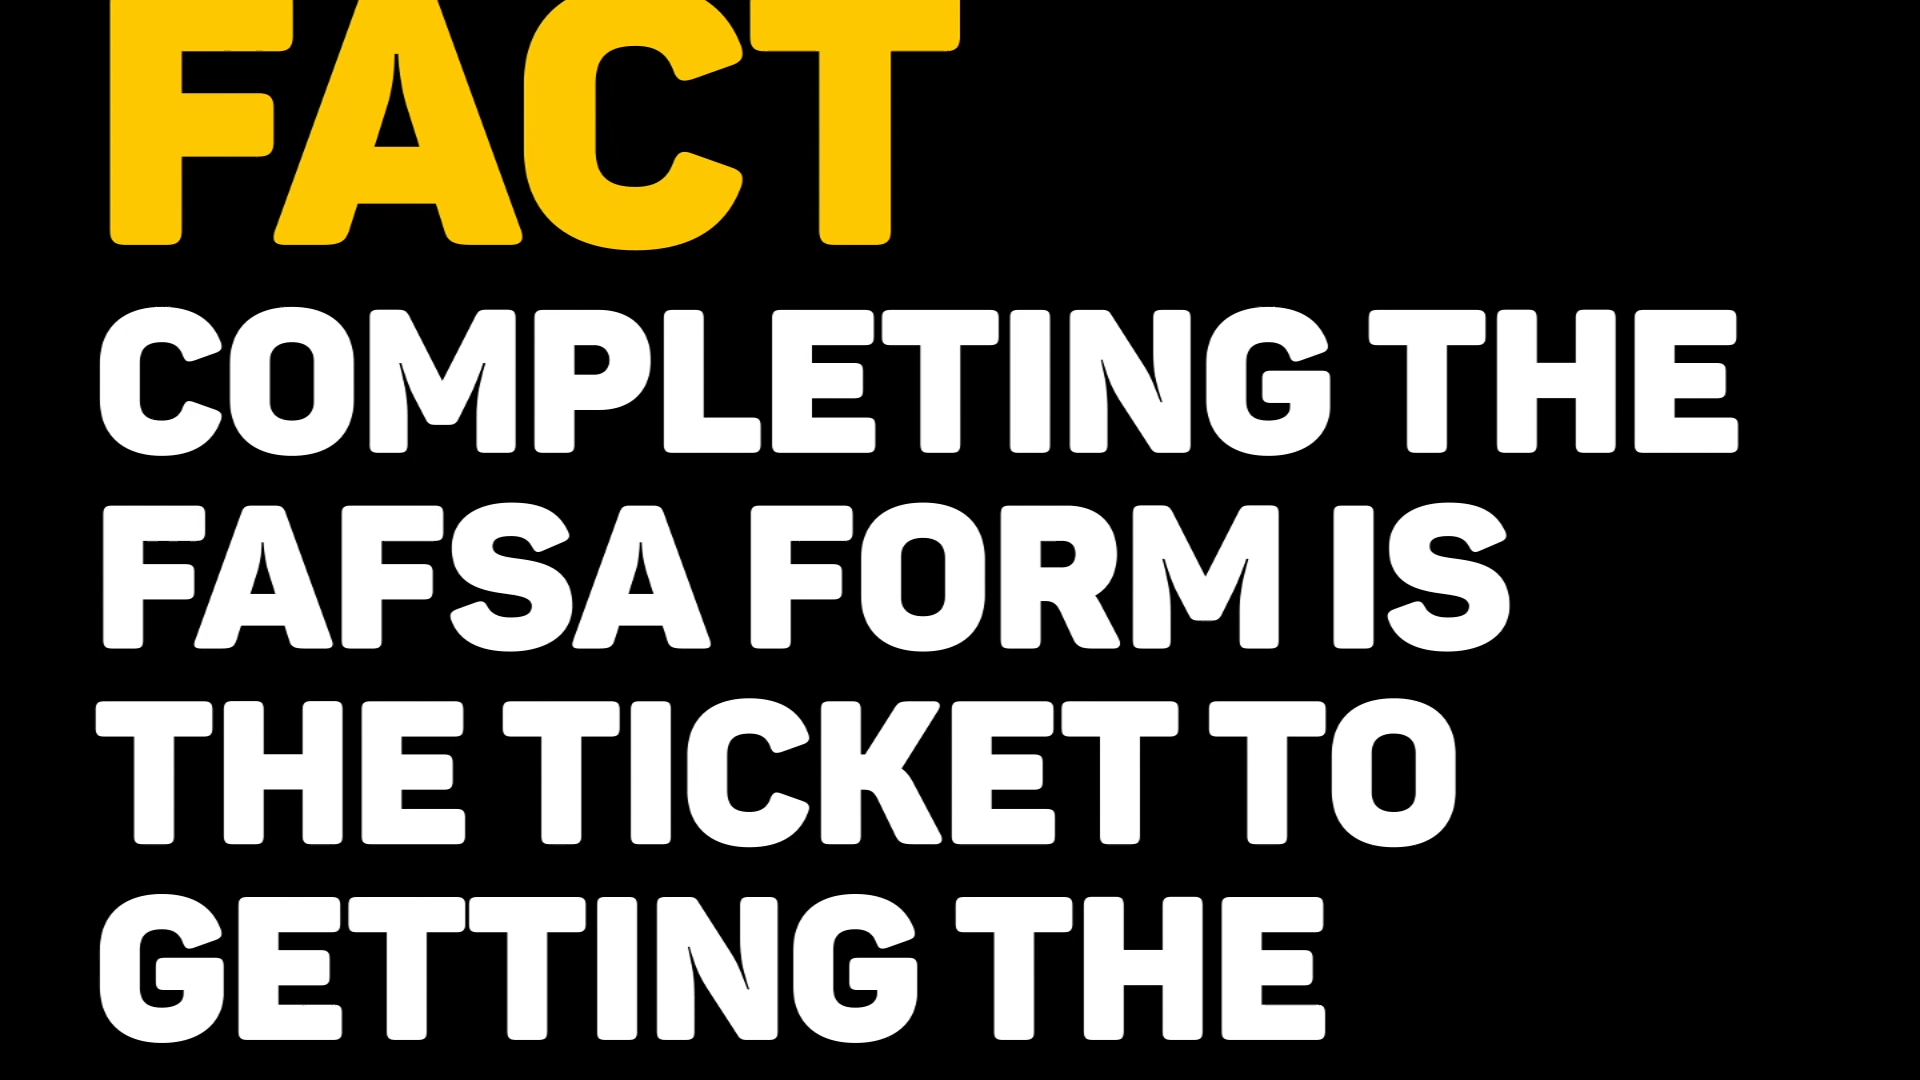 FACT
COMPLETING THE
FAFSA FORM IS
THE TICKET TO
GETTING THE